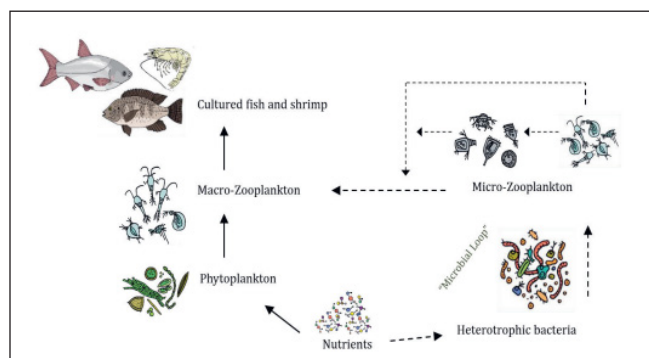 Cultured fish and shrimp
Macro-Zooplankton
Micro-Zooplankton
"Microbial Loop"
Phytoplankton
Nutrients
Heterotrophic bacteria